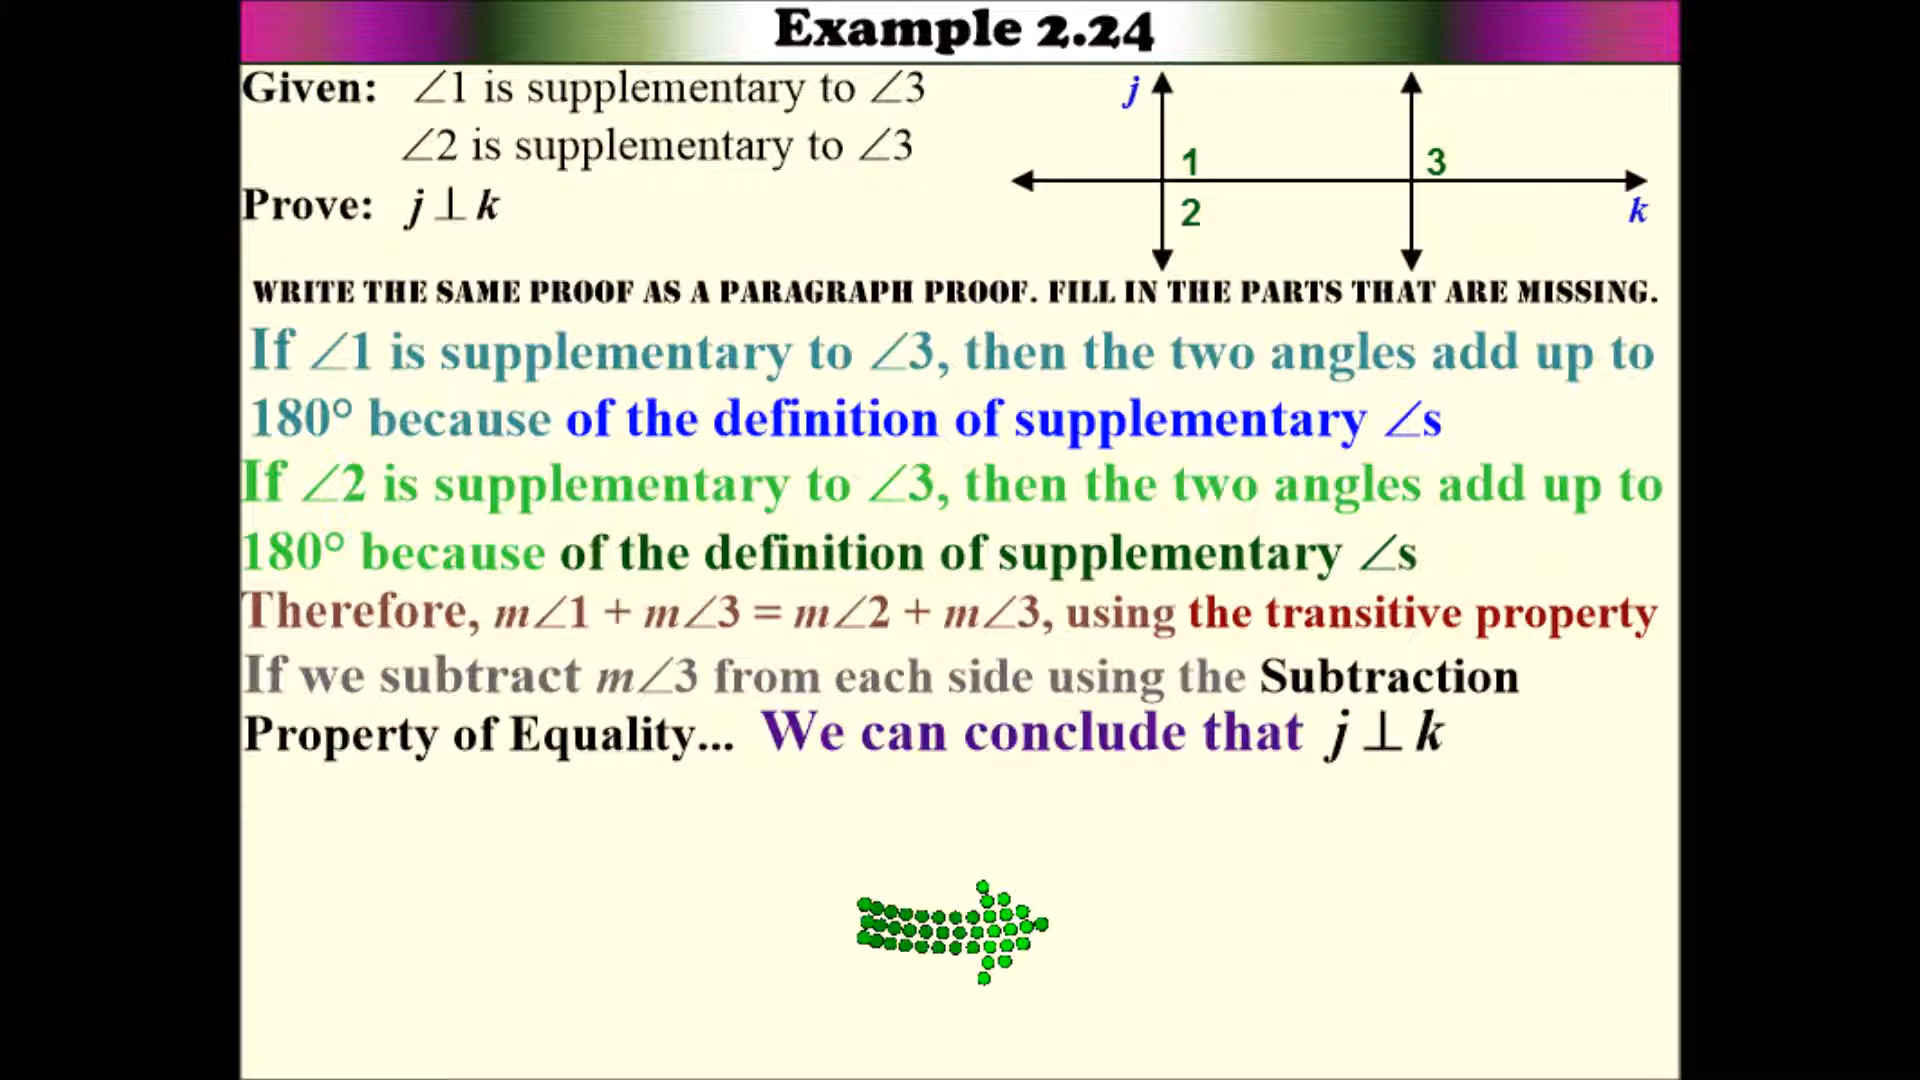 Example 2.24
Given: ∠1 is supplementary to ∠3
∠2 is supplementary to ∠3
Prove: j ⊥ k
j
1
3
2
k
WRITE THE SAME PROOF AS A PARAGRAPH PROOF. FILL IN THE PARTS THAT ARE MISSING.
If ∠1 is supplementary to ∠3, then the two angles add up to
180° because of the definition of supplementary ∠s
If ∠2 is supplementary to ∠3, then the two angles add up to
180° because of the definition of supplementary ∠s
Therefore, m∠1 + m∠3 = m∠2 + m∠3, using the transitive property
If we subtract m∠3 from each side using the Subtraction
Property of Equality... We can conclude that j ⊥ k